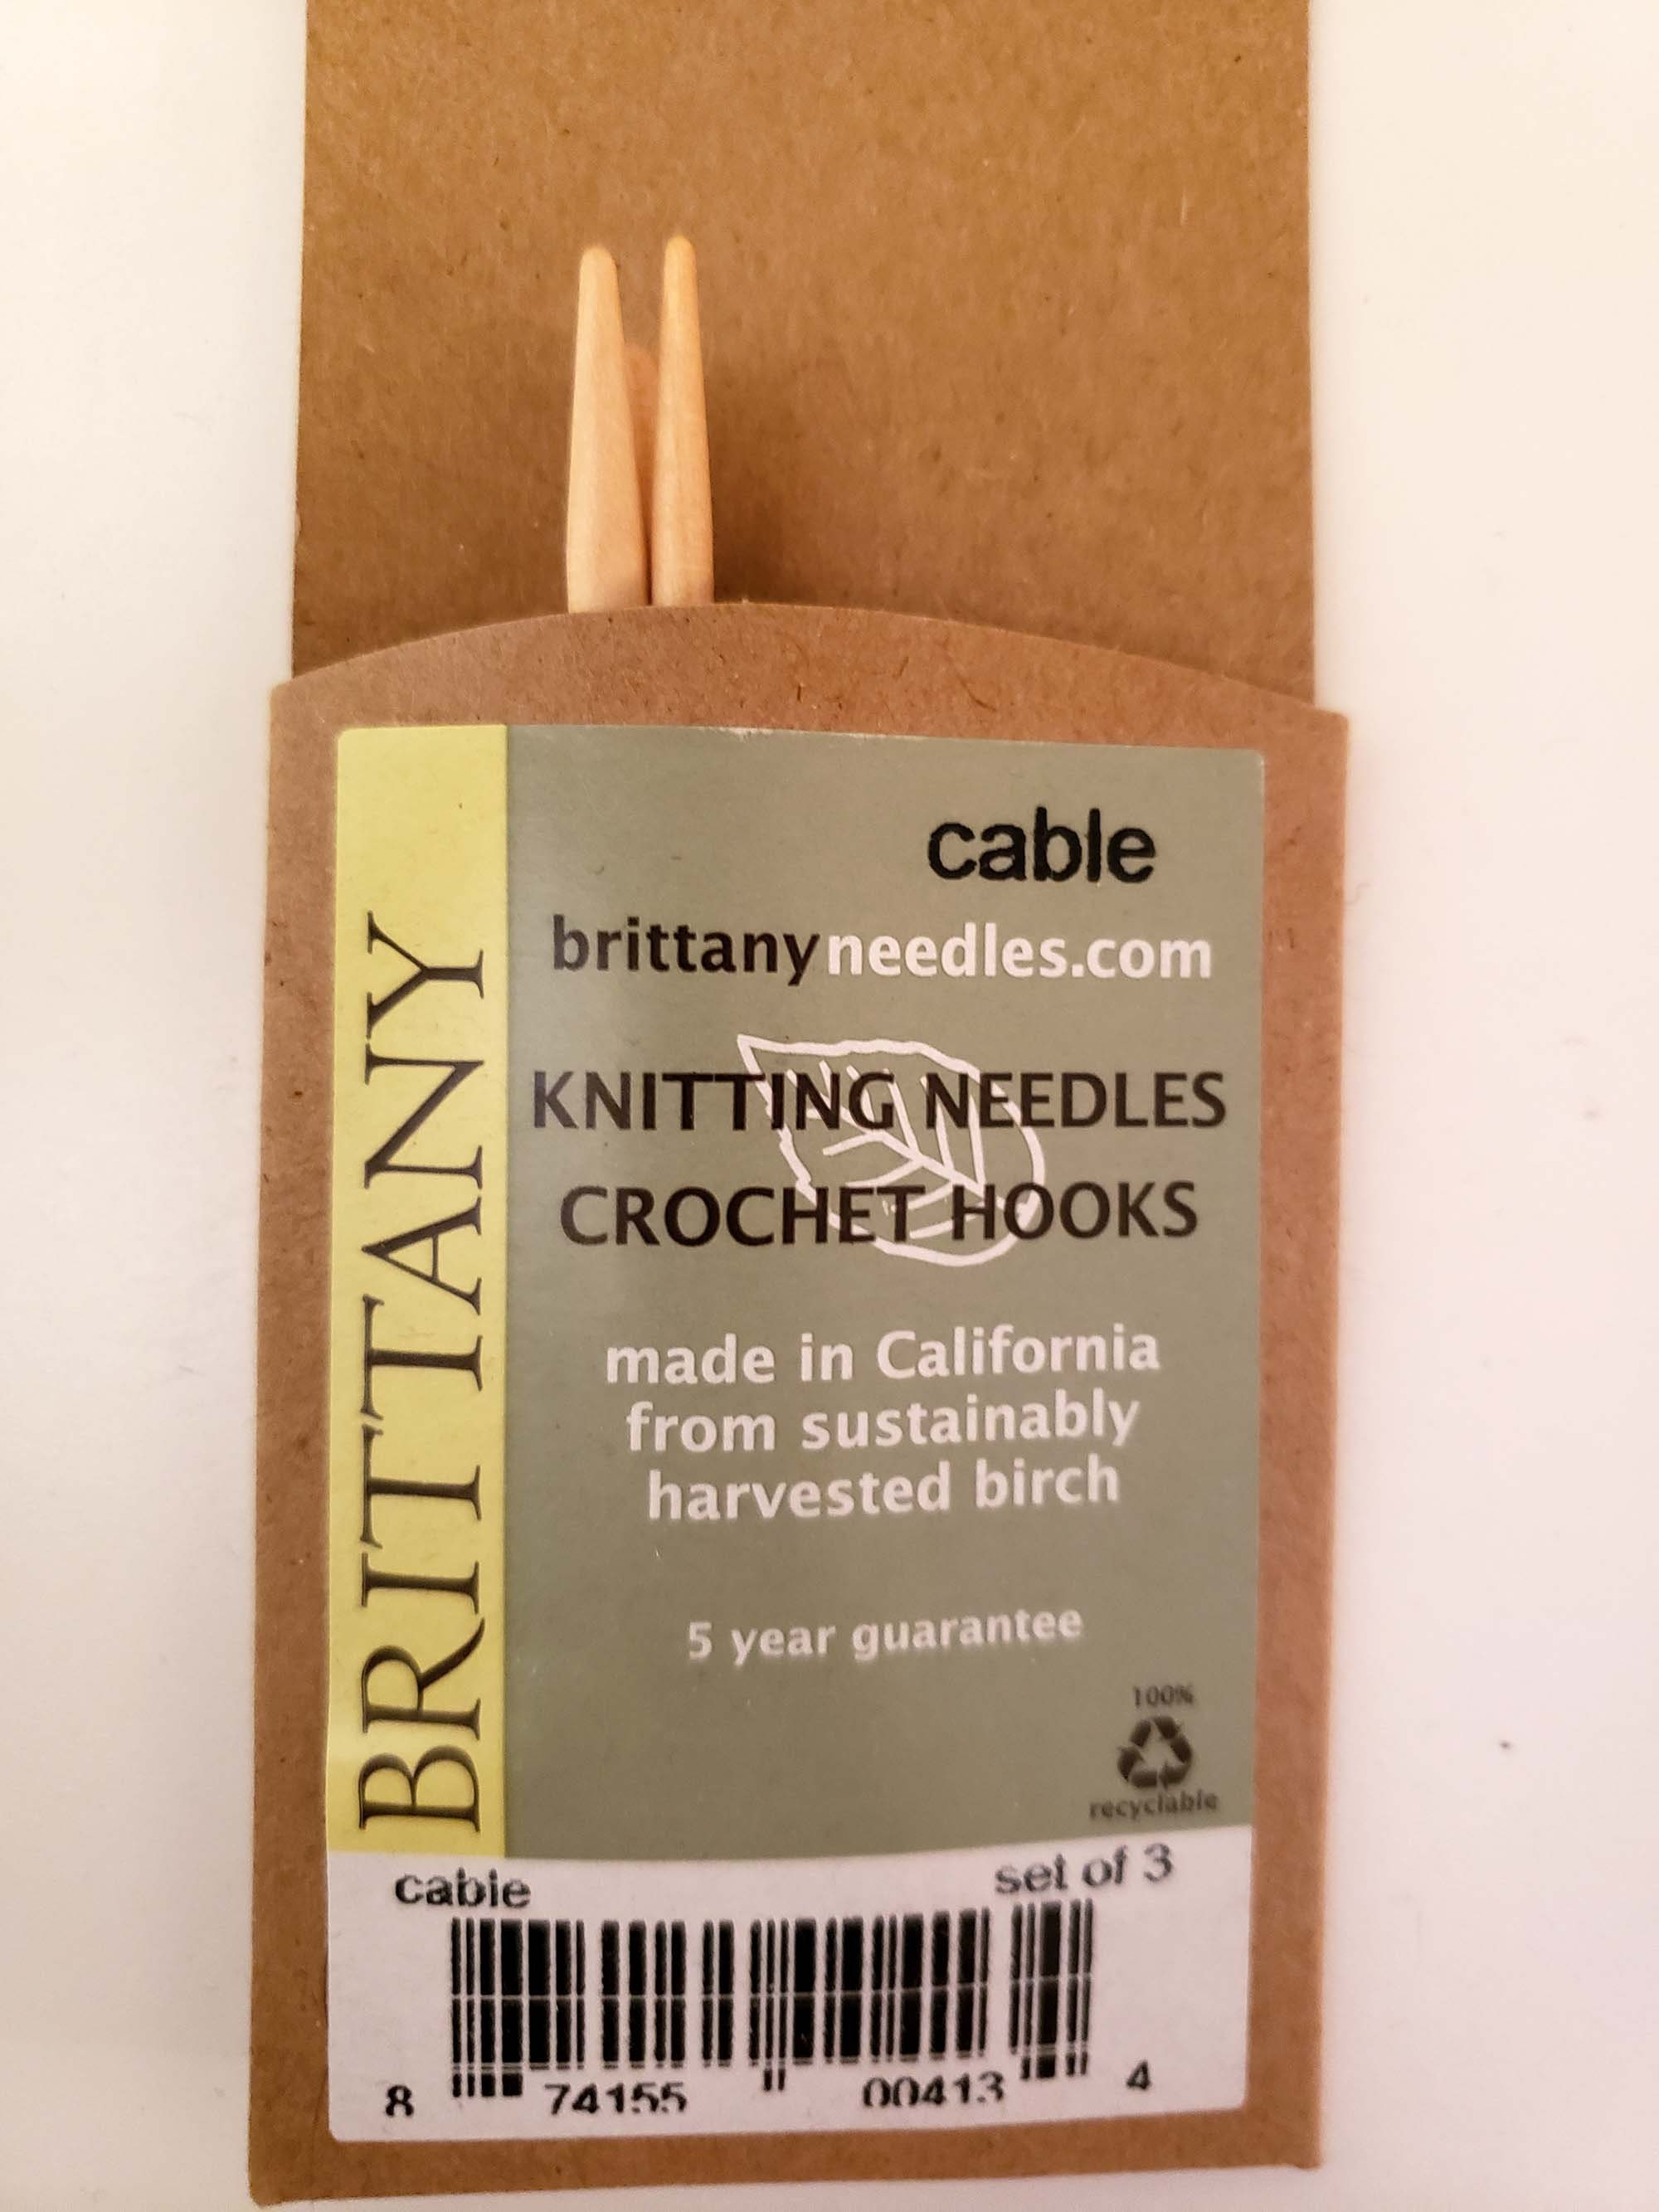 cable
brittanyneedles.com
KNITTING NEEDLES
CROCHET HOOKS
made in California
from sustainably
harvested birch
5 year guarantee
100%
recyclable
BRITTANY
cable
set of 3
8 74155 00413 4